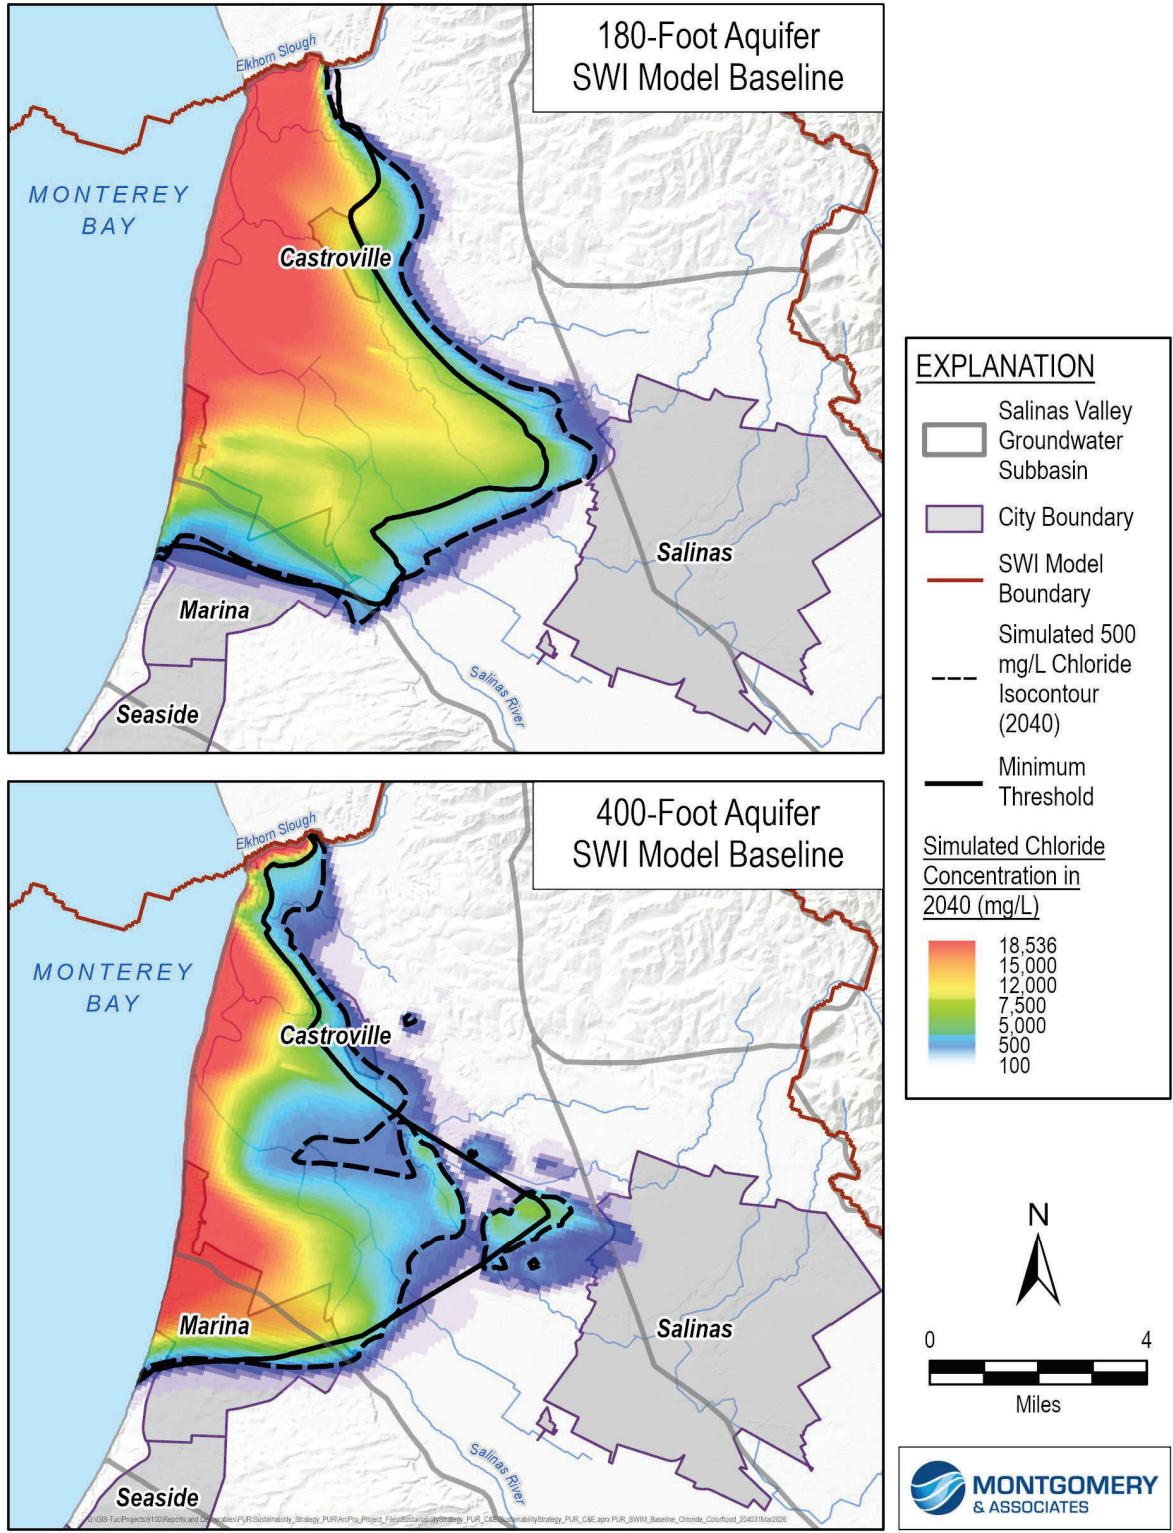 180-Foot Aquifer
SWI Model Baseline
Elkhorn Slough
MONTEREY
BAY
Castroville
Salinas
Marina
Seaside
Salinas River
400-Foot Aquifer
SWI Model Baseline
Elkhorn Slough
MONTEREY
BAY
Castroville
Salinas
Marina
Seaside
Salinas River
EXPLANATION
Salinas Valley
Groundwater
Subbasin
City Boundary
SWI Model
Boundary
Simulated 500
mg/L Chloride
Isocontour
(2040)
Minimum
Threshold
Simulated Chloride
Concentration in
2040 (mg/L)
18,536
15,000
12,000
7,500
5,000
500
100
N
0 4
Miles
MONTGOMERY
& ASSOCIATES